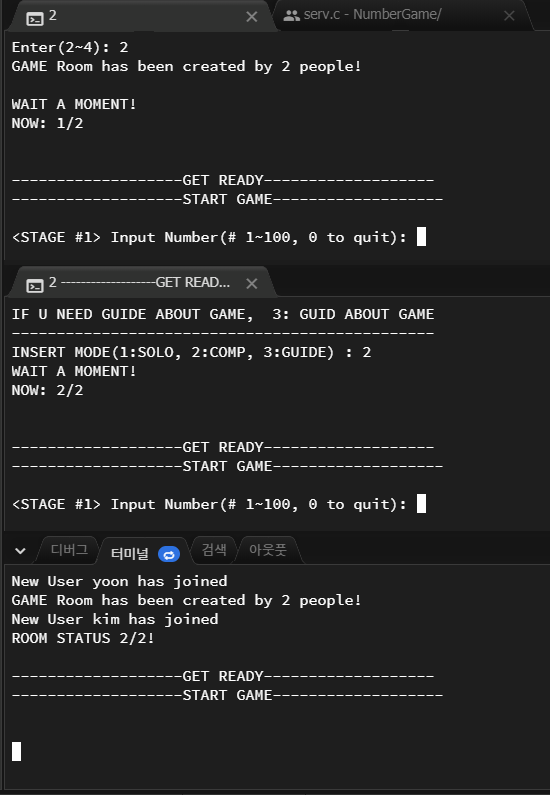 2
serv.c - NumberGame/
Enter(2~4): 2
GAME Room has been created by 2 people!
WAIT A MOMENT!
NOW: 1/2
-------------------GET READY-------------------
-------------------START GAME-------------------
<STAGE #1> Input Number(# 1~100, 0 to quit):
2 -------------------GET READ...
IF U NEED GUIDE ABOUT GAME,  3: GUID ABOUT GAME
-----------------------------------------------
INSERT MODE(1:SOLO, 2:COMP, 3:GUIDE) : 2
WAIT A MOMENT!
NOW: 2/2
-------------------GET READY-------------------
-------------------START GAME-------------------
<STAGE #1> Input Number(# 1~100, 0 to quit):
디버그 터미널 검색 아웃풋
New User yoon has joined
GAME Room has been created by 2 people!
New User kim has joined
ROOM STATUS 2/2!
-------------------GET READY-------------------
-------------------START GAME-------------------